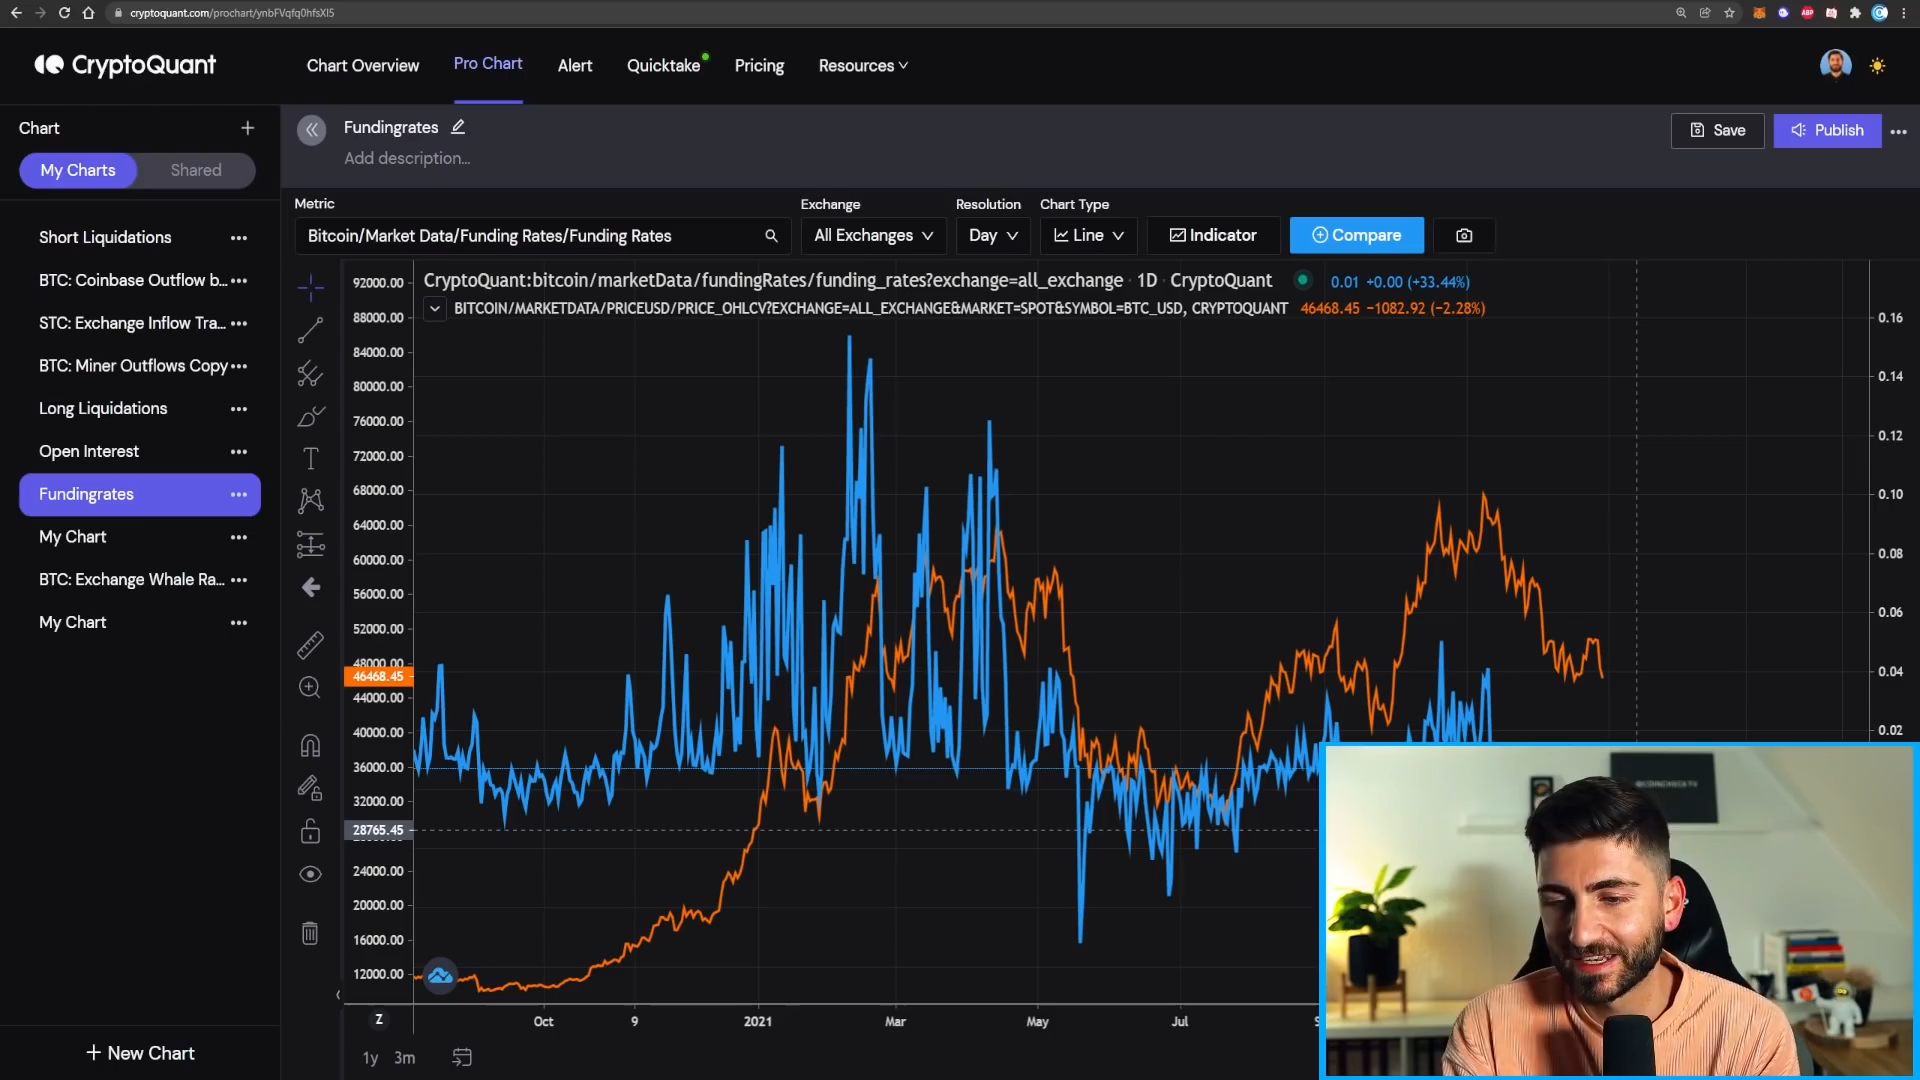 cryptoquant.com/prochart/ynbFVqfq0hfsXI5
ABP
CryptoQuant
Chart Overview
Pro Chart
Alert
Quicktake
Pricing
Resources
Chart
+
My Charts
Shared
Short Liquidations
BTC: Coinbase Outflow b...
STC: Exchange Inflow Tra...
BTC: Miner Outflows Copy
Long Liquidations
Open Interest
Fundingrates
My Chart
BTC: Exchange Whale Ra...
My Chart
+ New Chart
Fundingrates
Add description...
Save
Publish
Metric
Exchange
Resolution
Chart Type
Bitcoin/Market Data/Funding Rates/Funding Rates
All Exchanges
Day
Line
Indicator
Compare
CryptoQuant:bitcoin/marketData/fundingRates/funding_rates?exchange=all_exchange · 1D · CryptoQuant
0.01 +0.00 (+33.44%)
BITCOIN/MARKETDATA/PRICEUSD/PRICE_OHLCV?EXCHANGE=ALL_EXCHANGE&MARKET=SPOT&SYMBOL=BTC_USD, CRYPTOQUANT
46468.45 −1082.92 (−2.28%)
92000.00
88000.00
84000.00
80000.00
76000.00
72000.00
68000.00
64000.00
60000.00
56000.00
52000.00
48000.00
46468.45
44000.00
40000.00
36000.00
32000.00
28765.45
24000.00
20000.00
16000.00
12000.00
0.16
0.14
0.12
0.10
0.08
0.06
0.04
0.02
Z
Oct
9
2021
Mar
May
Jul
1y
3m